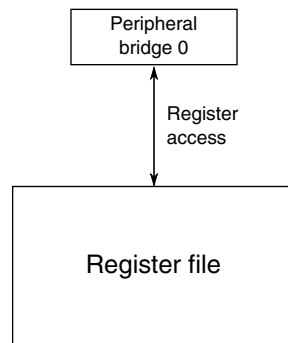 Peripheral
bridge 0
Register
access
Register file